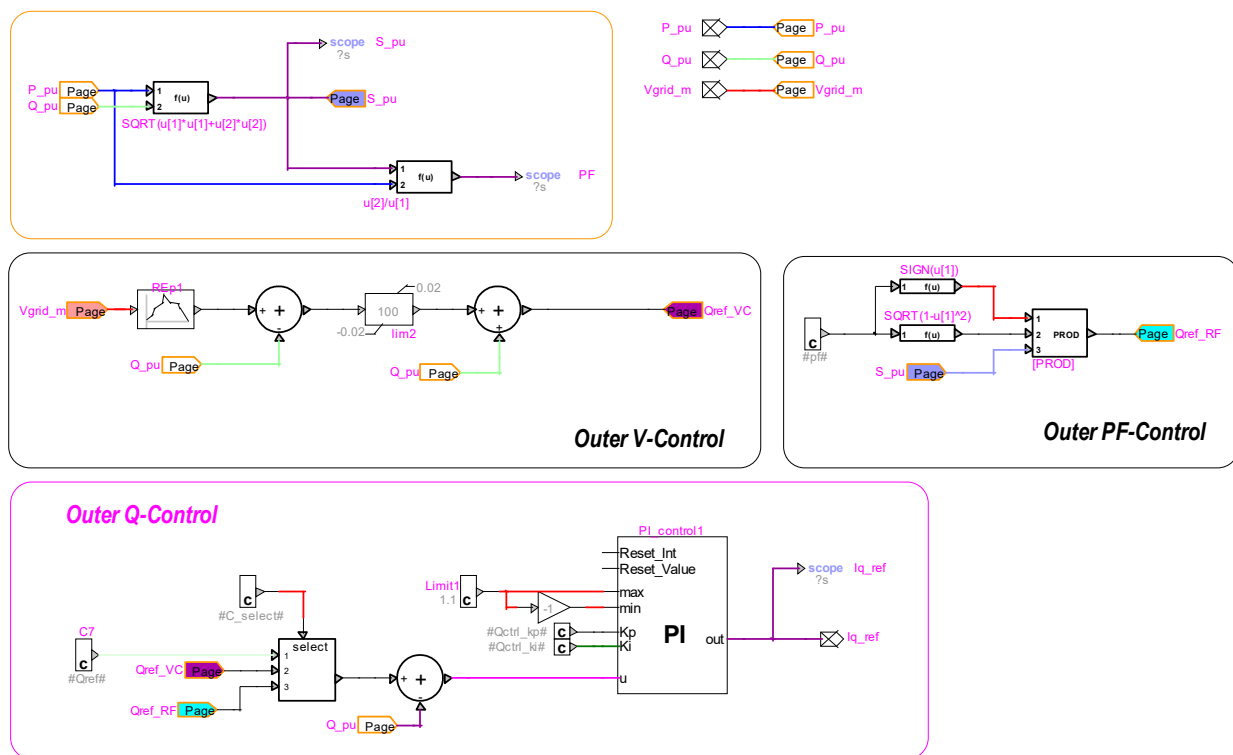 scope S_pu
?s
P_pu Page
Q_pu Page
1
2
f(u)
SQRT(u[1]*u[1]+u[2]*u[2])
Page S_pu
1
2
f(u)
u[2]/u[1]
scope PF
?s
P_pu Page P_pu
Q_pu Page Q_pu
Vgrid_m Page Vgrid_m
Vgrid_m Page
REp1
+
+
-
Q_pu Page
0.02
100
-0.02
lim2
+
+
+
Q_pu Page
Page Qref_VC
Outer V-Control
SIGN(u[1])
1 f(u)
SQRT(1-u[1]^2)
1 f(u)
c
#pf#
S_pu Page
1
2
3
PROD
[PROD]
Page Qref_RF
Outer PF-Control
Outer Q-Control
c
#C_select#
C7
c
#Qref#
Qref_VC Page
Qref_RF Page
select
1
2
3
+
+
-
Q_pu Page
Limit1
1.1
c
-1
#Qctrl_kp#
c
#Qctrl_ki#
c
PI_control1
Reset_Int
Reset_Value
max
min
Kp
Ki
u
PI
out
scope Iq_ref
?s
Iq_ref